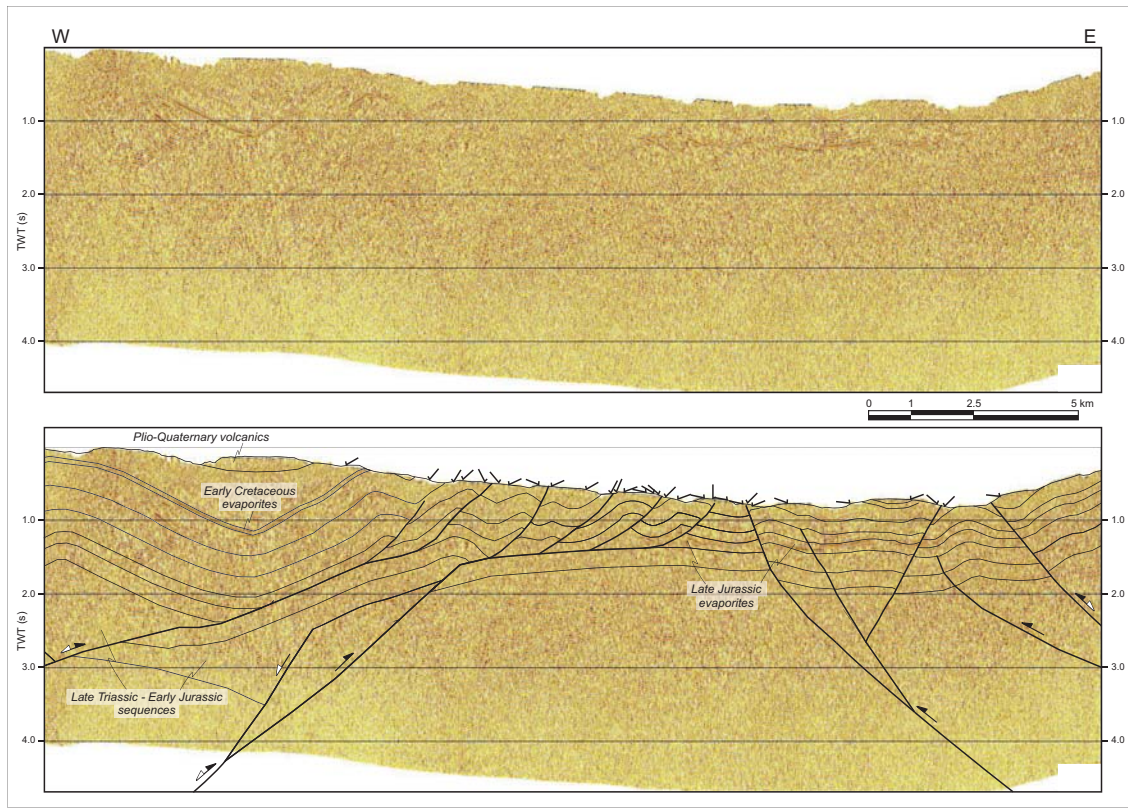 W E
1.0 1.0
2.0 2.0
TWT (s)
3.0 3.0
4.0 4.0
0 1 2.5 5 km
Plio-Quaternary volcanics
Early Cretaceous
evaporites
1.0 1.0
Late Jurassic
evaporites
2.0 2.0
TWT (s)
3.0 3.0
Late Triassic - Early Jurassic
sequences
4.0 4.0